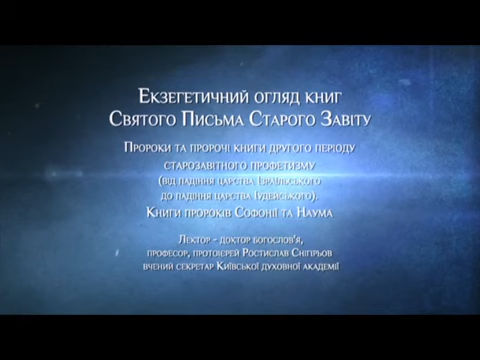 Екзегетичний огляд книг
Святого Письма Старого Завіту
Пророки та пророчі книги другого періоду
старозавітного профетизму
(від падіння царства Ізраїльського
до падіння царства Іудейського).
Книги пророків Софонії та Наума
Лектор - доктор богослов'я,
професор, протоієрей Ростислав Снігірьов
вчений секретар Київської духовної академії